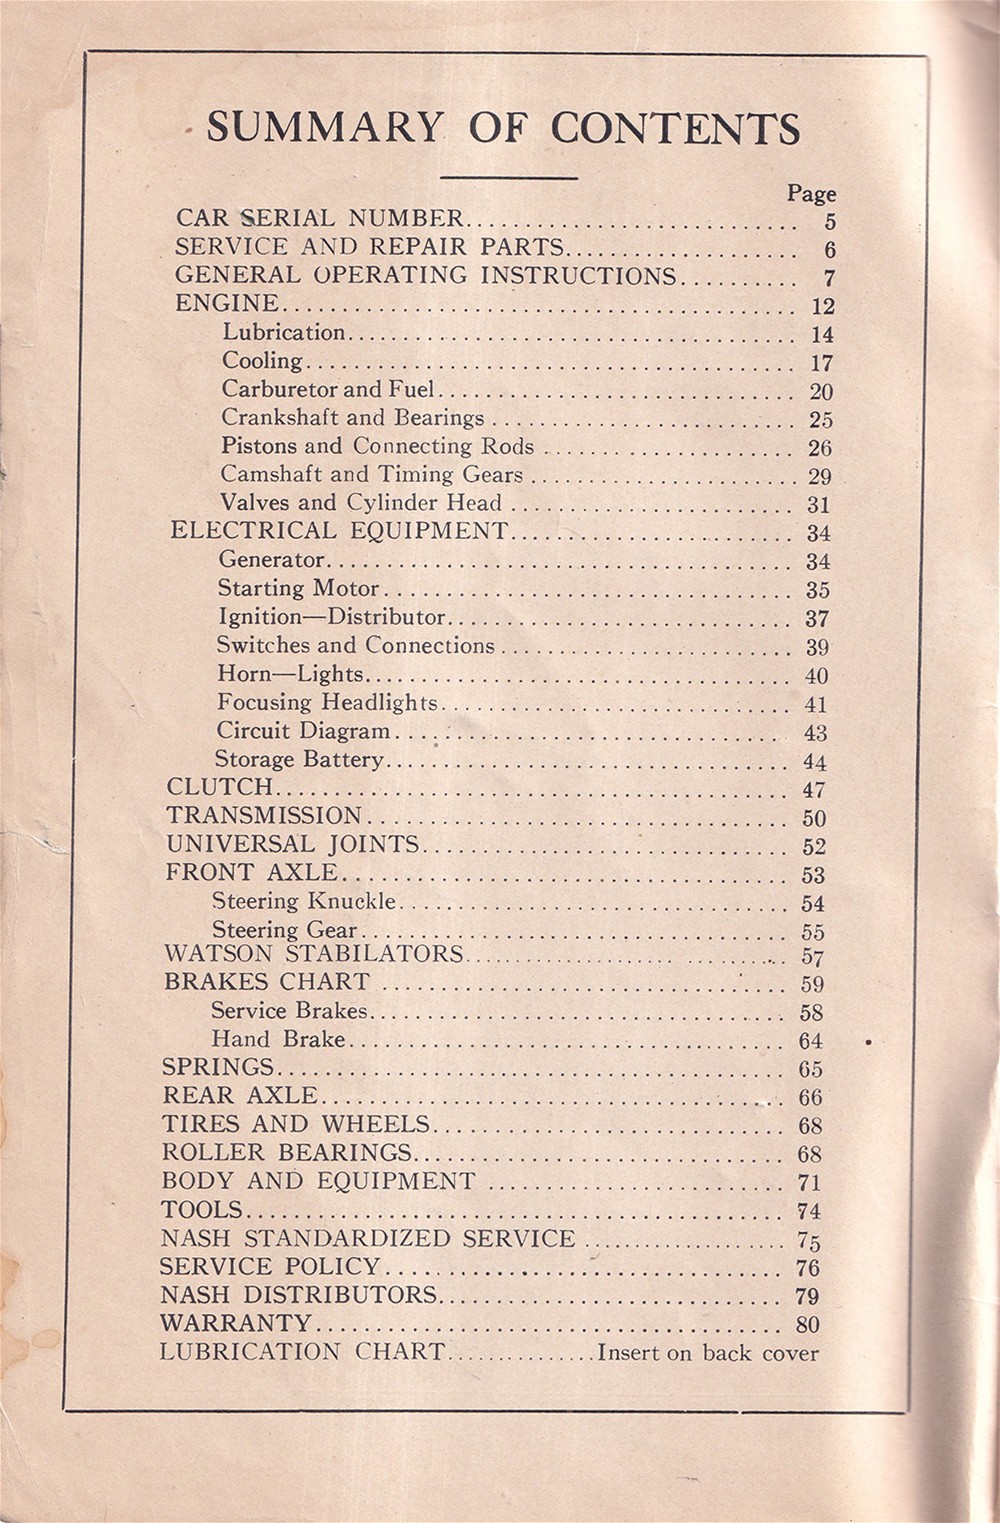 SUMMARY OF CONTENTS
Page
CAR SERIAL NUMBER 5
SERVICE AND REPAIR PARTS 6
GENERAL OPERATING INSTRUCTIONS 7
ENGINE 12
Lubrication 14
Cooling 17
Carburetor and Fuel 20
Crankshaft and Bearings 25
Pistons and Connecting Rods 26
Camshaft and Timing Gears 29
Valves and Cylinder Head 31
ELECTRICAL EQUIPMENT 34
Generator 34
Starting Motor 35
Ignition—Distributor 37
Switches and Connections 39
Horn—Lights 40
Focusing Headlights 41
Circuit Diagram 43
Storage Battery 44
CLUTCH 47
TRANSMISSION 50
UNIVERSAL JOINTS 52
FRONT AXLE 53
Steering Knuckle 54
Steering Gear 55
WATSON STABILATORS 57
BRAKES CHART 59
Service Brakes 58
Hand Brake 64
SPRINGS 65
REAR AXLE 66
TIRES AND WHEELS 68
ROLLER BEARINGS 68
BODY AND EQUIPMENT 71
TOOLS 74
NASH STANDARDIZED SERVICE 75
SERVICE POLICY 76
NASH DISTRIBUTORS 79
WARRANTY 80
LUBRICATION CHART Insert on back cover